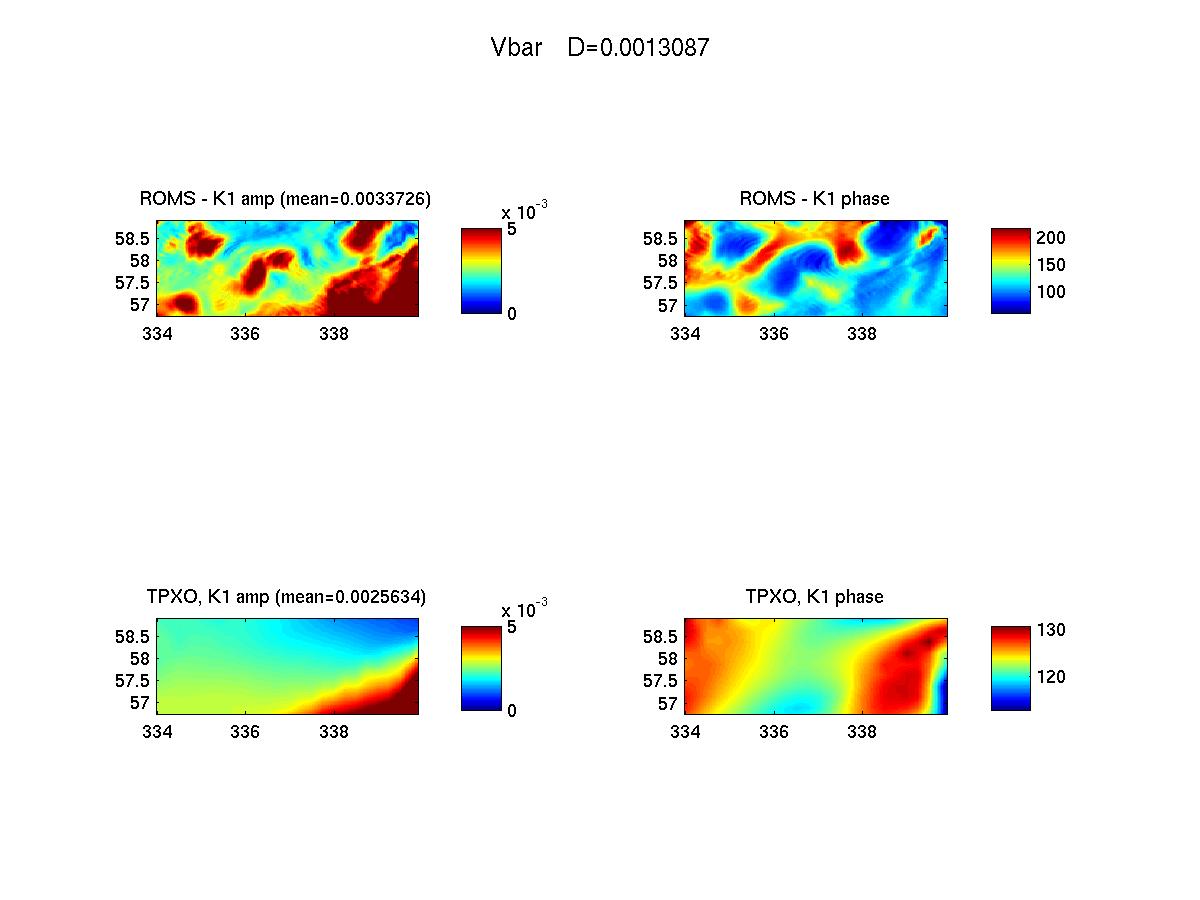 Vbar D=0.0013087
ROMS - K1 amp (mean=0.0033726)
58.5
58
57.5
57
334 336 338
x 10^-3
5
0
ROMS - K1 phase
58.5
58
57.5
57
334 336 338
200
150
100
TPXO, K1 amp (mean=0.0025634)
58.5
58
57.5
57
334 336 338
x 10^-3
5
0
TPXO, K1 phase
58.5
58
57.5
57
334 336 338
130
120